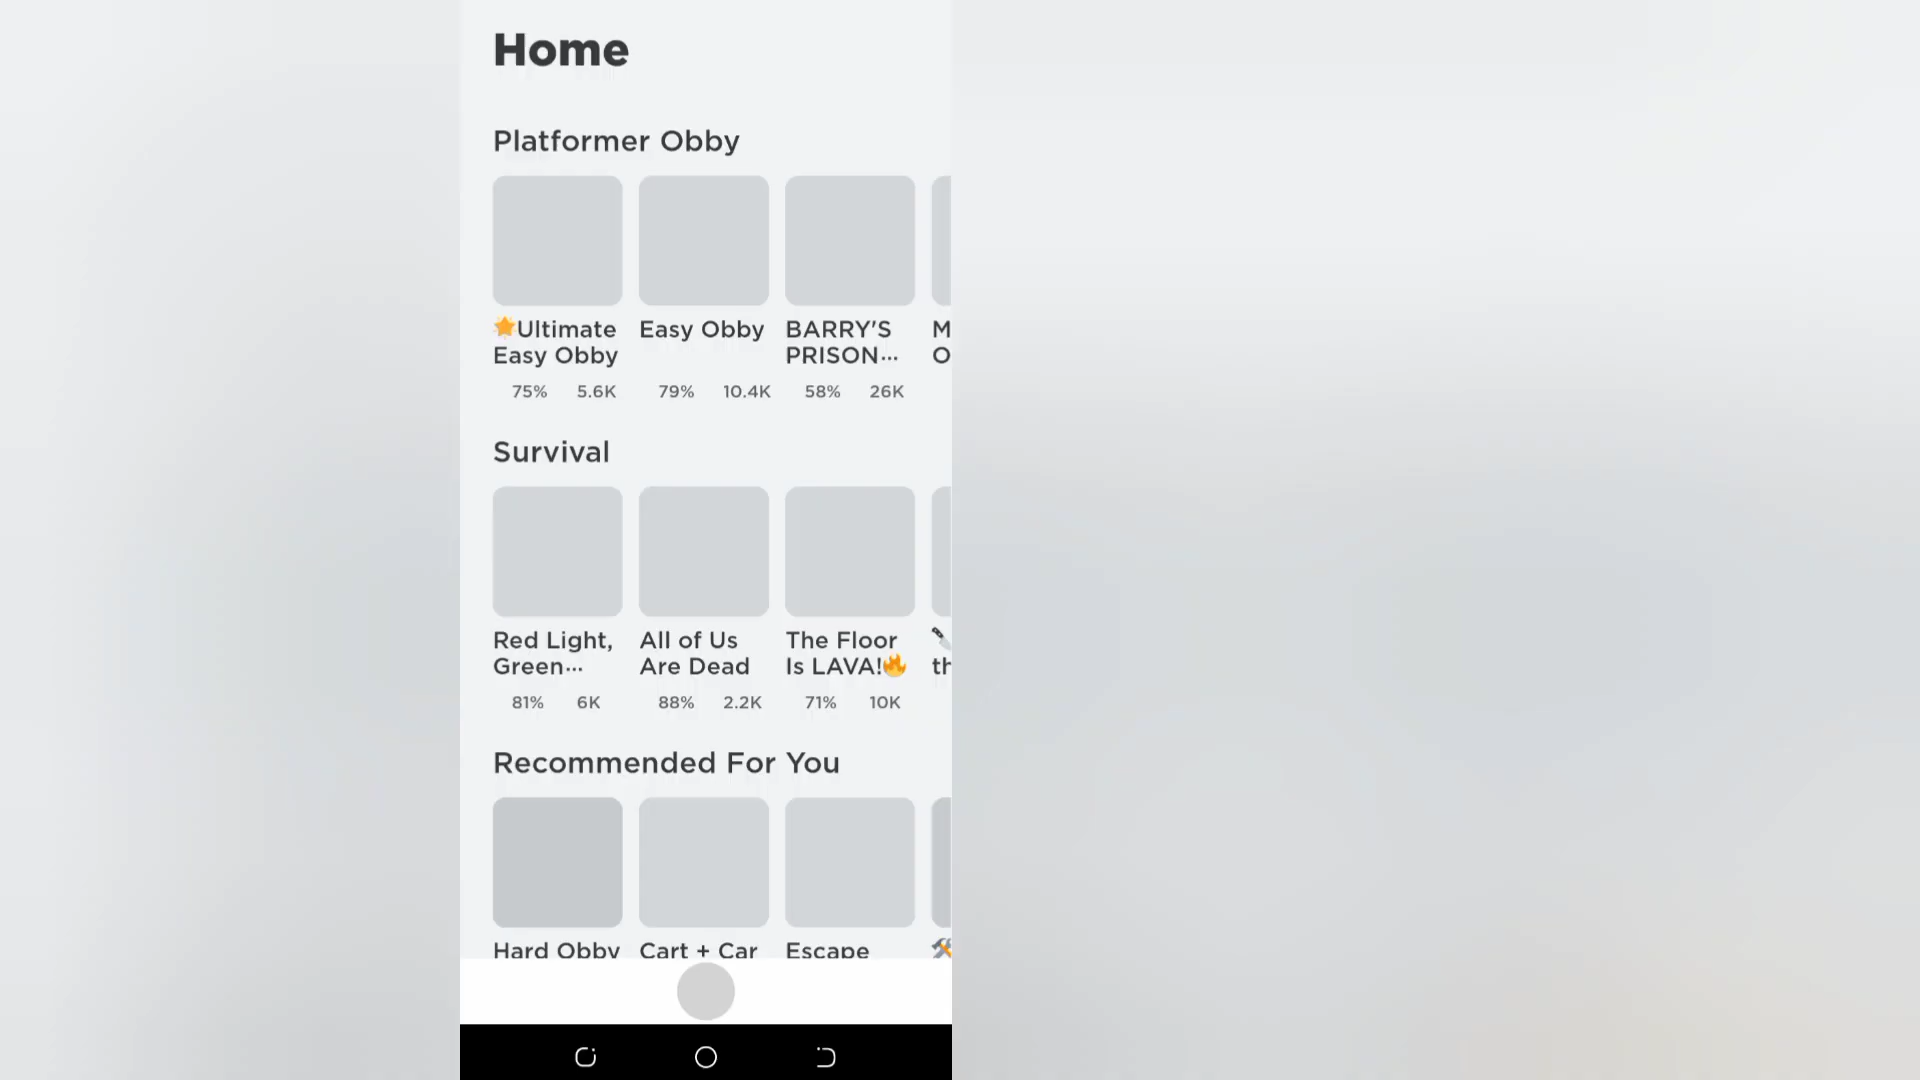 Home
Platformer Obby
🌟Ultimate Easy Obby
Easy Obby
BARRY'S PRISON...
M
O
75% 5.6K
79% 10.4K
58% 26K
Survival
Red Light, Green...
All of Us Are Dead
The Floor Is LAVA!🔥
🔪
th
81% 6K
88% 2.2K
71% 10K
Recommended For You
Hard Obby
Cart + Car
Escape
🛠